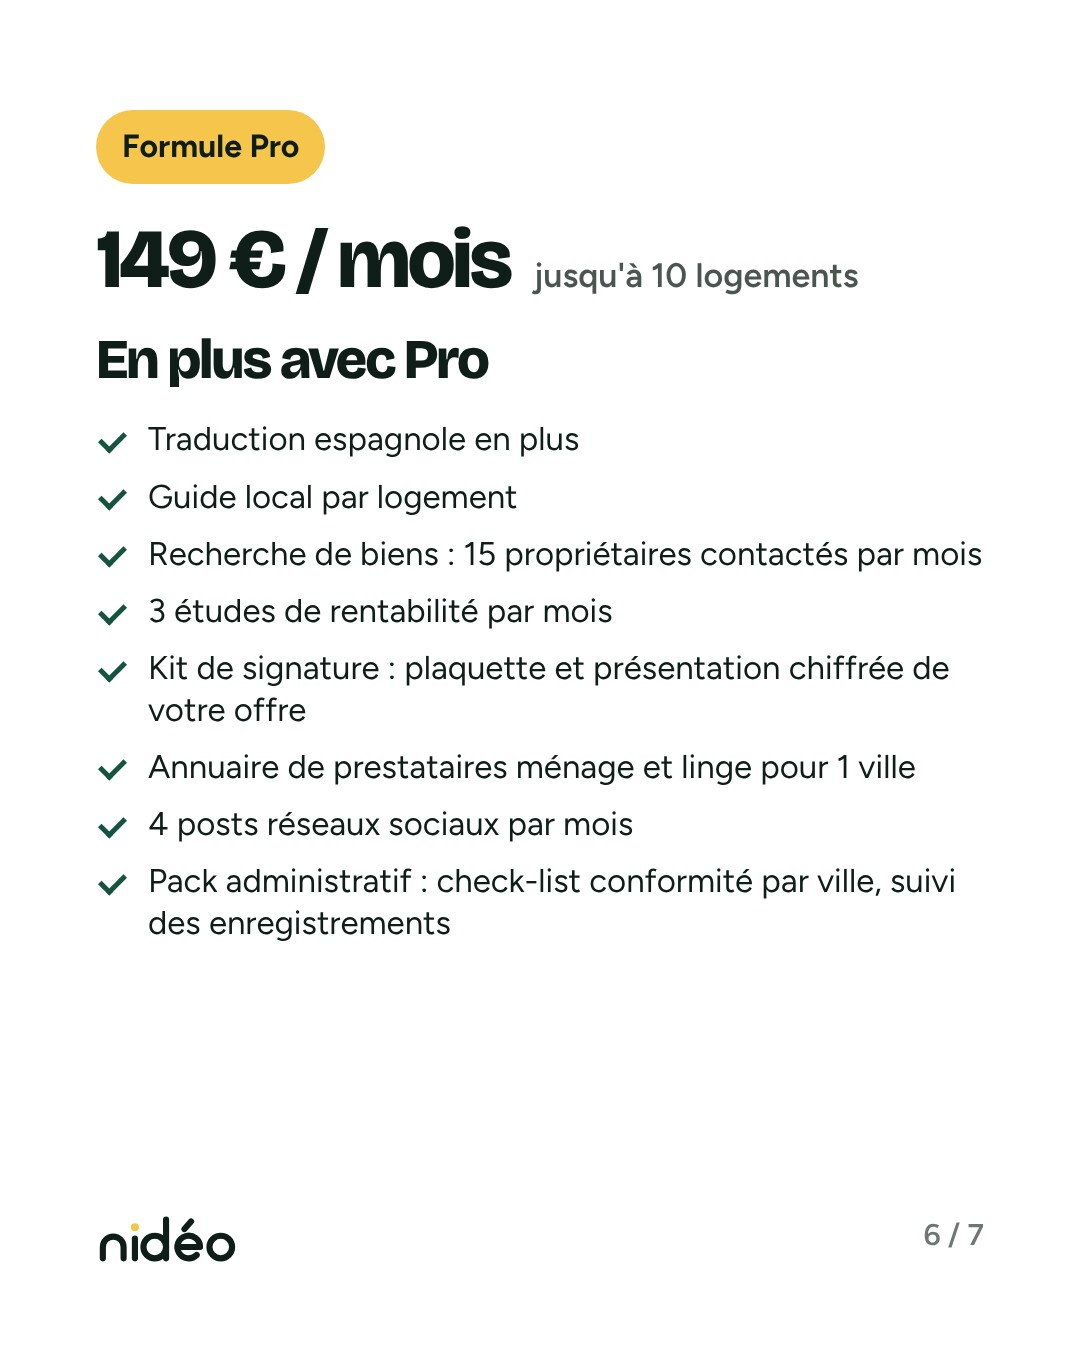 Formule Pro
149 € / mois jusqu'à 10 logements
En plus avec Pro
Traduction espagnole en plus
Guide local par logement
Recherche de biens : 15 propriétaires contactés par mois
3 études de rentabilité par mois
Kit de signature : plaquette et présentation chiffrée de
votre offre
Annuaire de prestataires ménage et linge pour 1 ville
4 posts réseaux sociaux par mois
Pack administratif : check-list conformité par ville, suivi
des enregistrements
nidéo
6 / 7